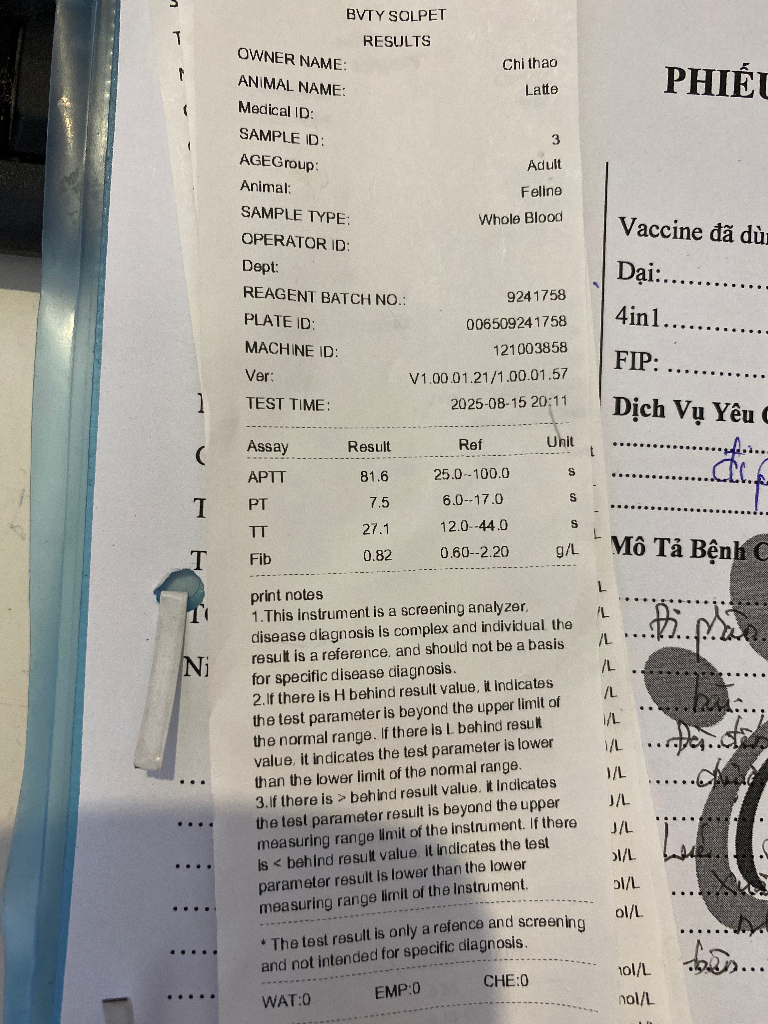 BVTY SOLPET
RESULTS
OWNER NAME: Chi thao
ANIMAL NAME: Latte
Medical ID:
SAMPLE ID: 3
AGEGroup: Adult
Animal: Feline
SAMPLE TYPE: Whole Blood
OPERATOR ID:
Dept:
REAGENT BATCH NO.: 9241758
PLATE ID: 006509241758
MACHINE ID: 121003858
Ver: V1.00.01.21/1.00.01.57
TEST TIME: 2025-08-15 20:11
Assay Result Ref Unit
APTT 81.6 25.0--100.0 s
PT 7.5 6.0--17.0 s
TT 27.1 12.0--44.0 s
Fib 0.82 0.60--2.20 g/L
print notes
1.This instrument is a screening analyzer,
disease diagnosis is complex and individual, the
result is a reference, and should not be a basis
for specific disease diagnosis.
2.If there is H behind result value, it indicates
the test parameter is beyond the upper limit of
the normal range. If there is L behind result
value, it indicates the test parameter is lower
than the lower limit of the normal range.
3.If there is > behind result value, it indicates
the test parameter result is beyond the upper
measuring range limit of the instrument. If there
is < behind result value, it indicates the test
parameter result is lower than the lower
measuring range limit of the instrument.
* The test result is only a refence and screening
and not intended for specific diagnosis.
WAT:0 EMP:0 CHE:0
PHIẾU
Vaccine đã dùn
Dại:
4in1
FIP:
Dịch Vụ Yêu C
Mô Tả Bệnh C